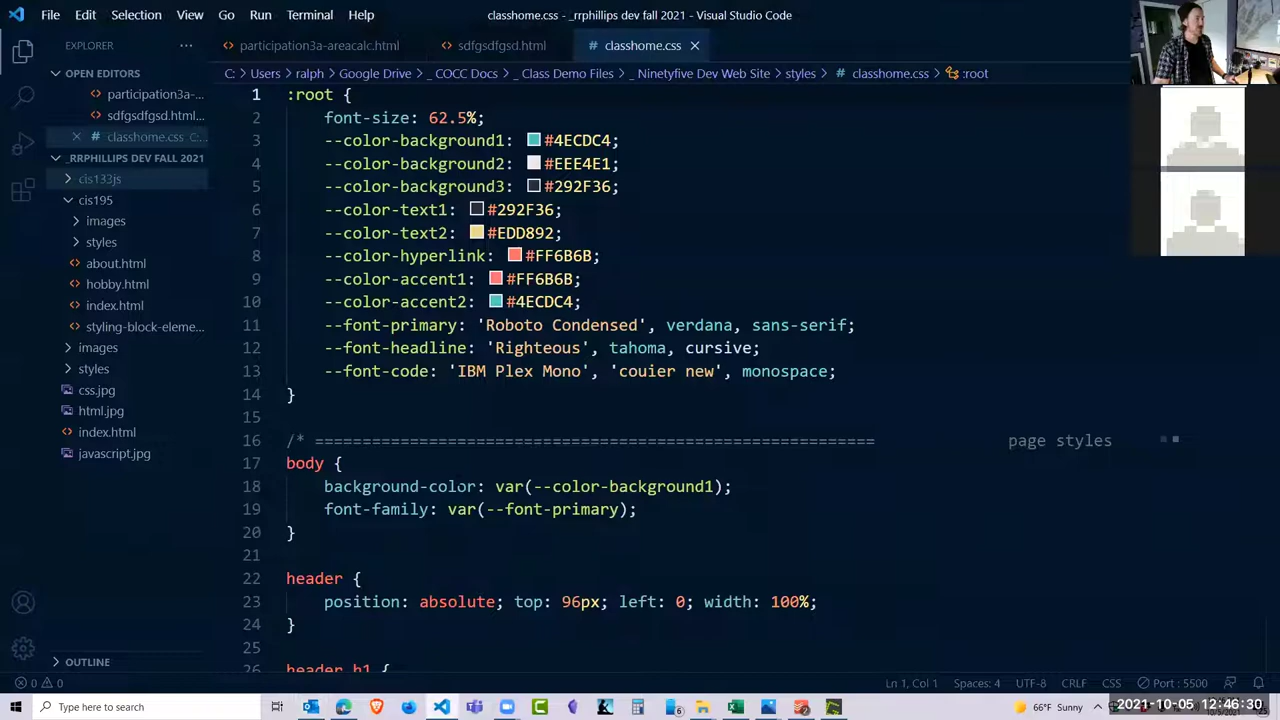 File Edit Selection View Go Run Terminal Help
classhome.css - _rrphillips dev fall 2021 - Visual Studio Code
EXPLORER
participation3a-areacalc.html
sdfgsdfgsd.html
# classhome.css
OPEN EDITORS
participation3a-...
sdfgsdfgsd.html...
# classhome.css C:...
_RRPHILLIPS DEV FALL 2021
cis133js
cis195
images
styles
about.html
hobby.html
index.html
styling-block-eleme...
images
styles
css.jpg
html.jpg
index.html
javascript.jpg
OUTLINE
C: > Users > ralph > Google Drive > _ COCC Docs > _ Class Demo Files > _ Ninetyfive Dev Web Site > styles > # classhome.css > :root
1 :root {
2 font-size: 62.5%;
3 --color-background1: #4ECDC4;
4 --color-background2: #EEE4E1;
5 --color-background3: #292F36;
6 --color-text1: #292F36;
7 --color-text2: #EDD892;
8 --color-hyperlink: #FF6B6B;
9 --color-accent1: #FF6B6B;
10 --color-accent2: #4ECDC4;
11 --font-primary: 'Roboto Condensed', verdana, sans-serif;
12 --font-headline: 'Righteous', tahoma, cursive;
13 --font-code: 'IBM Plex Mono', 'couier new', monospace;
14 }
15
16 /* ========================================================== page styles
17 body {
18 background-color: var(--color-background1);
19 font-family: var(--font-primary);
20 }
21
22 header {
23 position: absolute; top: 96px; left: 0; width: 100%;
24 }
25
26 header h1 {
0 0
Ln 1, Col 1 Spaces: 4 UTF-8 CRLF CSS Port : 5500
Type here to search
66°F Sunny
2021-10-05 12:46:30